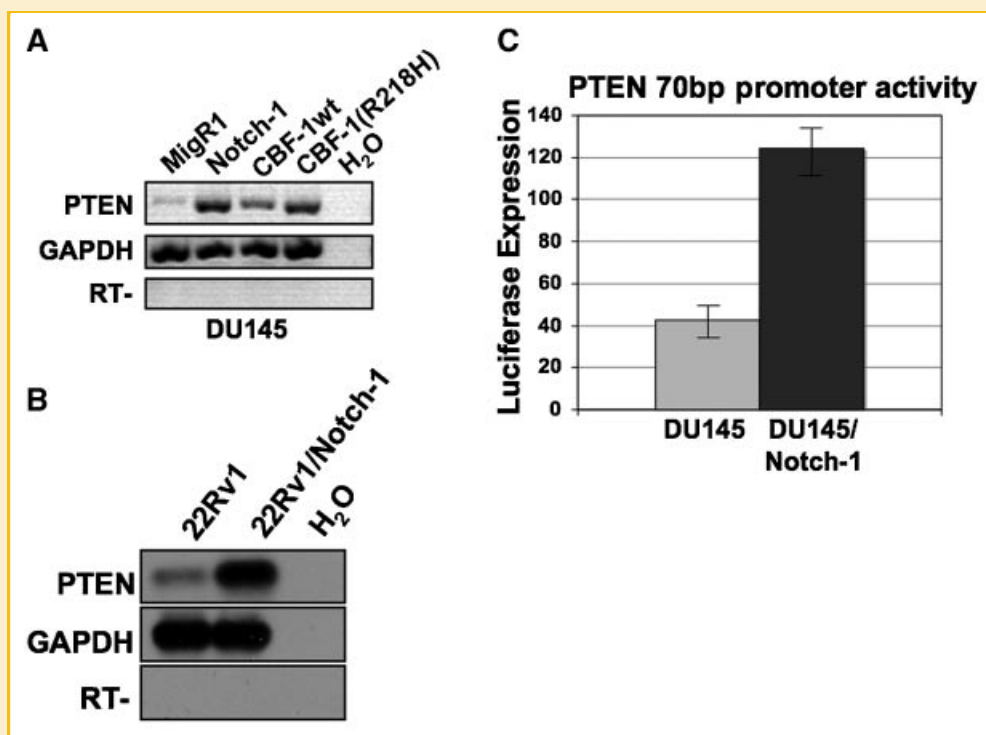 A
MigR1
Notch-1
CBF-1wt
CBF-1(R218H)
H2O
PTEN
GAPDH
RT-
DU145
B
22Rv1
22Rv1/Notch-1
H2O
PTEN
GAPDH
RT-
C
PTEN 70bp promoter activity
Luciferase Expression
140
120
100
80
60
40
20
0
DU145
DU145/
Notch-1